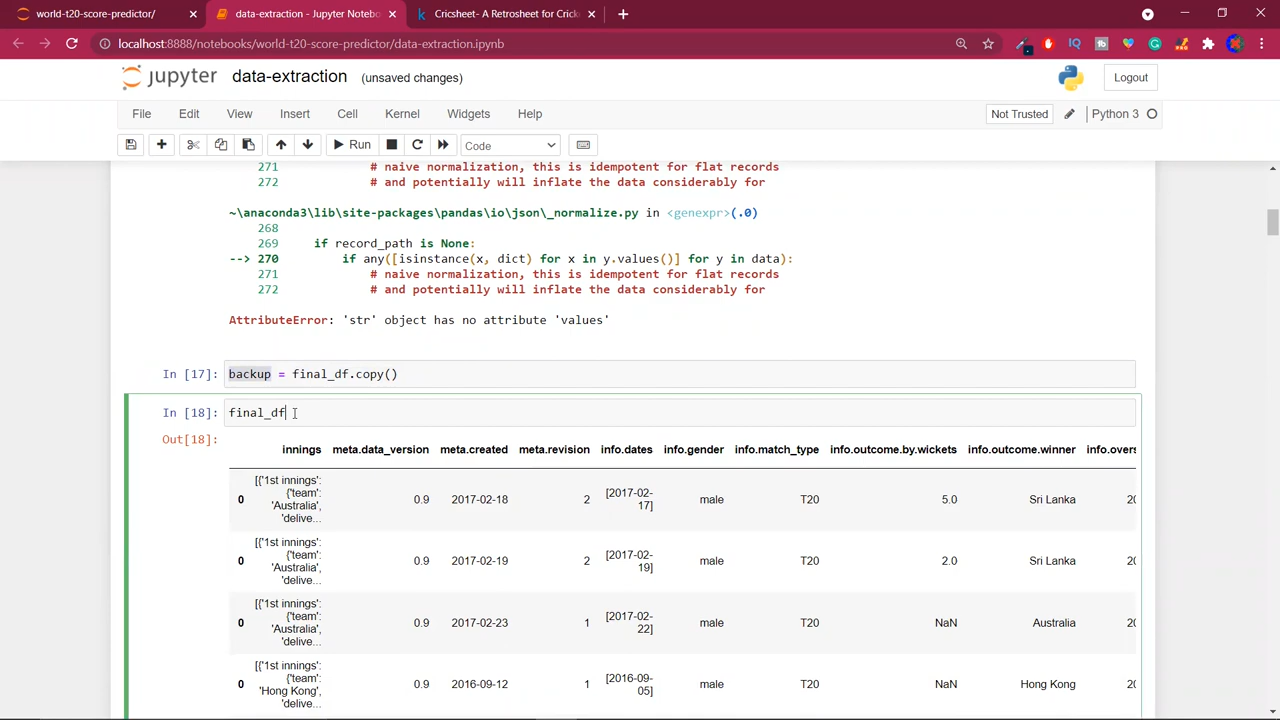 world-t20-score-predictor/
data-extraction - Jupyter Notebo
Cricsheet- A Retrosheet for Crick
localhost:8888/notebooks/world-t20-score-predictor/data-extraction.ipynb
IQ
jupyter data-extraction (unsaved changes)
Logout
File Edit View Insert Cell Kernel Widgets Help
Not Trusted Python 3
Run Code
271 # naive normalization, this is idempotent for flat records
272 # and potentially will inflate the data considerably for
~\anaconda3\lib\site-packages\pandas\io\json\_normalize.py in <genexpr>(.0)
268
269 if record_path is None:
--> 270 if any([isinstance(x, dict) for x in y.values()] for y in data):
271 # naive normalization, this is idempotent for flat records
272 # and potentially will inflate the data considerably for
AttributeError: 'str' object has no attribute 'values'
In [17]: backup = final_df.copy()
In [18]: final_df
Out[18]:
innings meta.data_version meta.created meta.revision info.dates info.gender info.match_type info.outcome.by.wickets info.outcome.winner info.overs
0 [{'1st innings': {'team': 'Australia', 'delive... 0.9 2017-02-18 2 [2017-02-17] male T20 5.0 Sri Lanka 20
0 [{'1st innings': {'team': 'Australia', 'delive... 0.9 2017-02-19 2 [2017-02-19] male T20 2.0 Sri Lanka 20
0 [{'1st innings': {'team': 'Australia', 'delive... 0.9 2017-02-23 1 [2017-02-22] male T20 NaN Australia 20
0 [{'1st innings': {'team': 'Hong Kong', 'delive... 0.9 2016-09-12 1 [2016-09-05] male T20 NaN Hong Kong 20